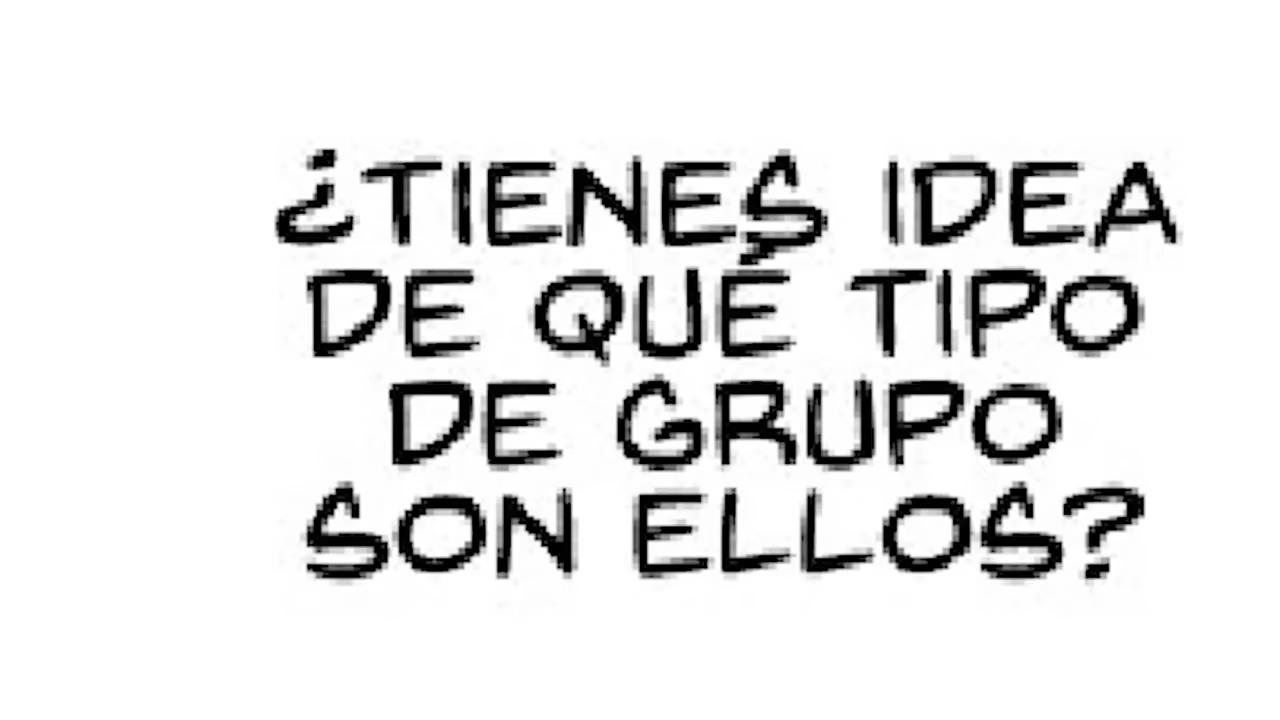 ¿TIENES IDEA
DE QUÉ TIPO
DE GRUPO
SON ELLOS?